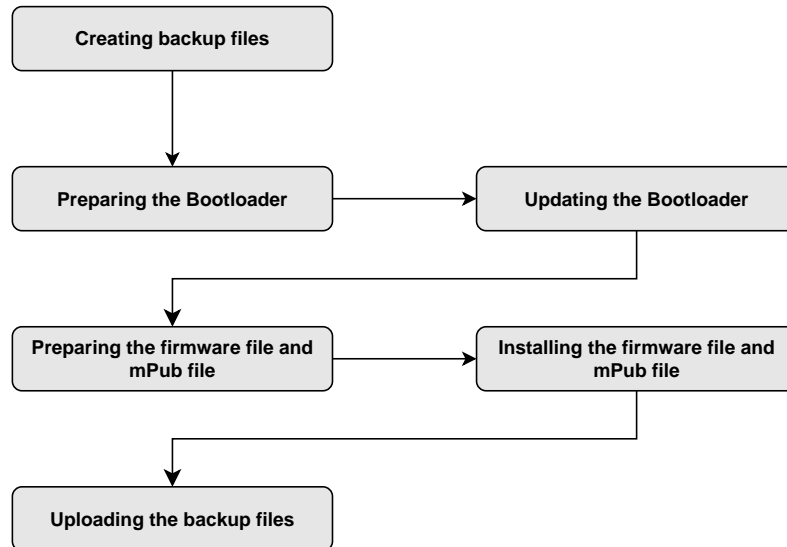 Creating backup files
Preparing the Bootloader
Updating the Bootloader
Preparing the firmware file and
mPub file
Installing the firmware file and
mPub file
Uploading the backup files